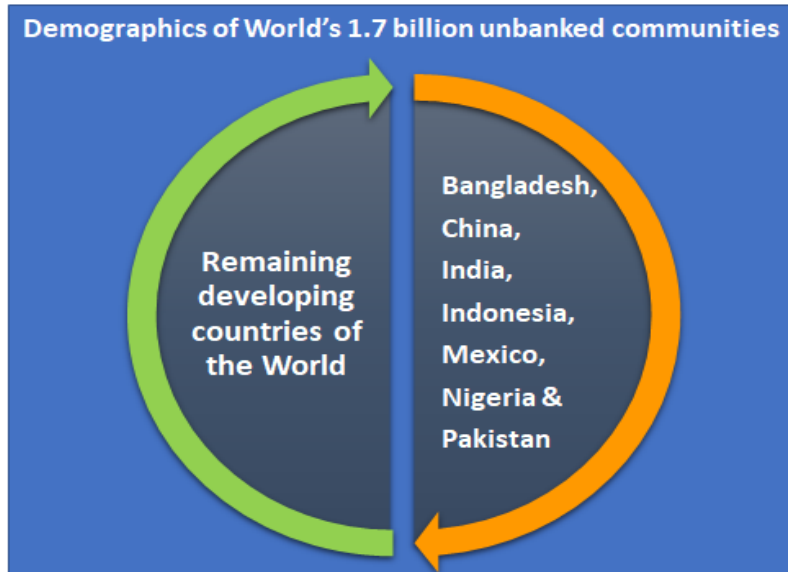 Demographics of World's 1.7 billion unbanked communities
Remaining
developing
countries of
the World
Bangladesh,
China,
India,
Indonesia,
Mexico,
Nigeria &
Pakistan